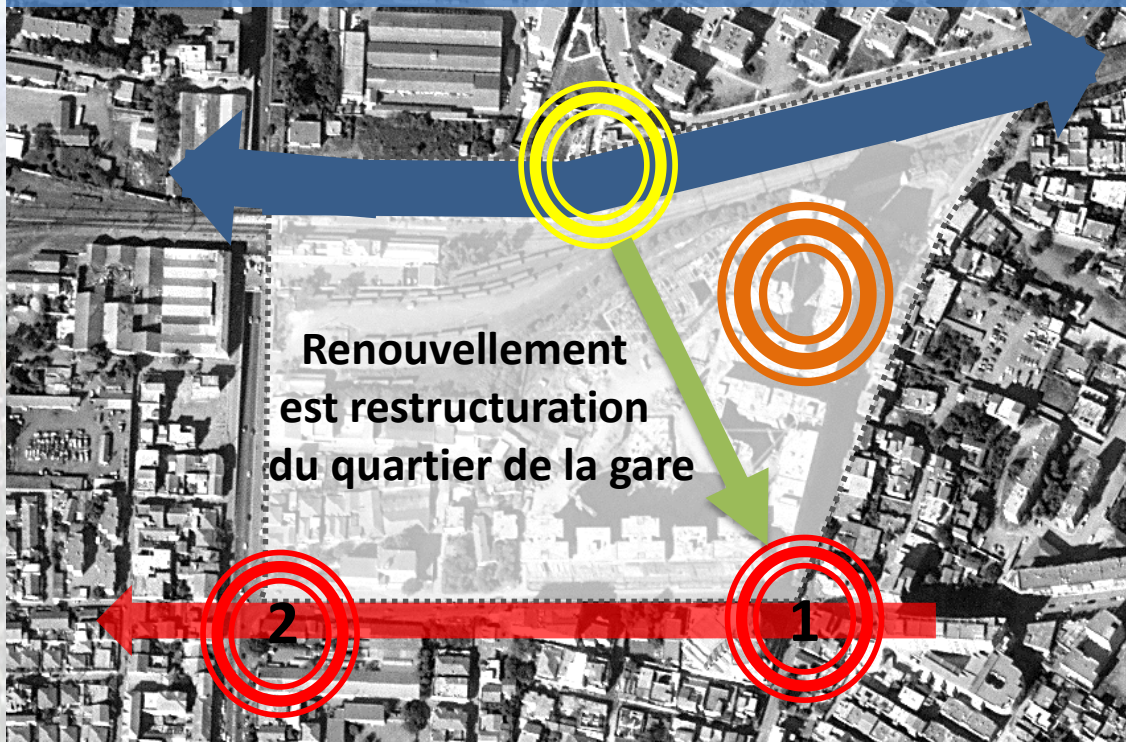 Renouvellement
est restructuration
du quartier de la gare
2
1